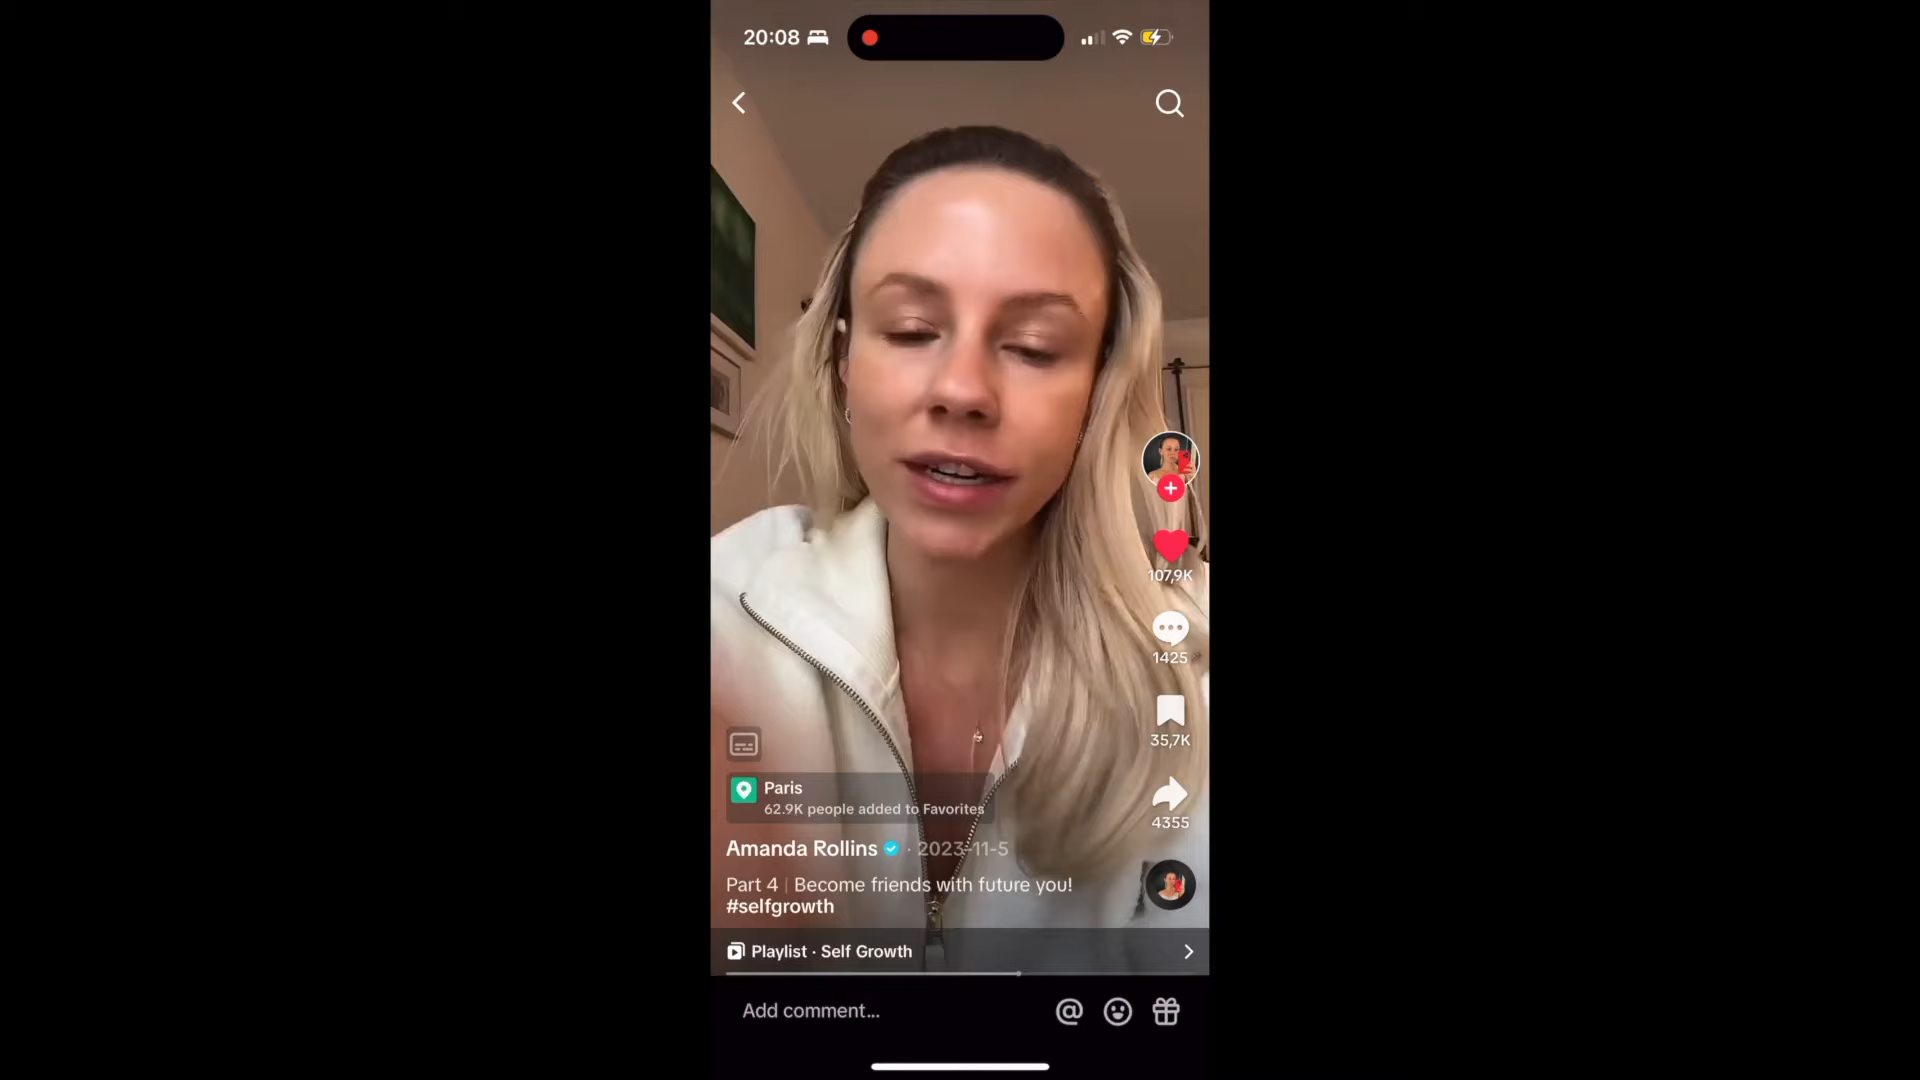 20:08
107,9K
1425
35,7K
Paris
62.9K people added to Favorites
4355
Amanda Rollins · 2023-11-5
Part 4 | Become friends with future you!
#selfgrowth
Playlist · Self Growth
Add comment...